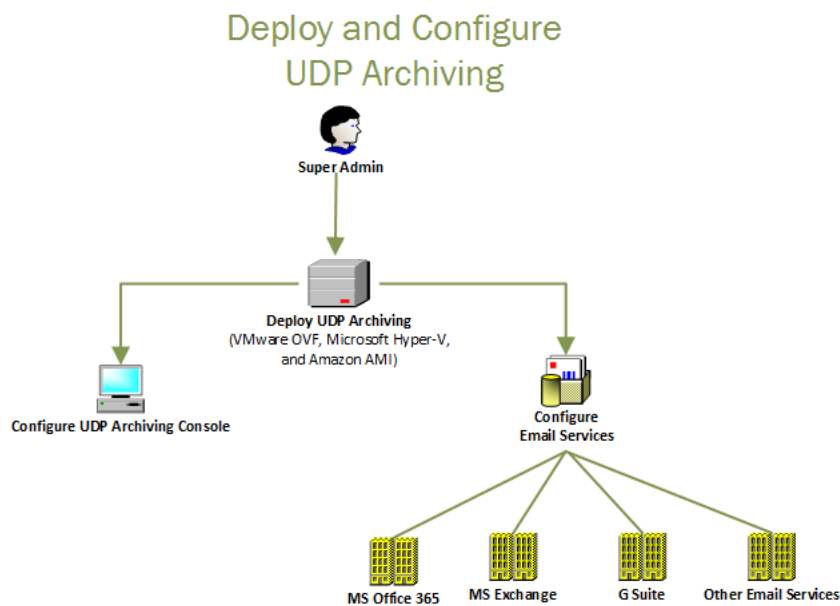 Deploy and Configure
UDP Archiving
Super Admin
Deploy UDP Archiving
(VMware OVF, Microsoft Hyper-V,
and Amazon AMI)
Configure UDP Archiving Console
Configure
Email Services
MS Office 365
MS Exchange
G Suite
Other Email Services